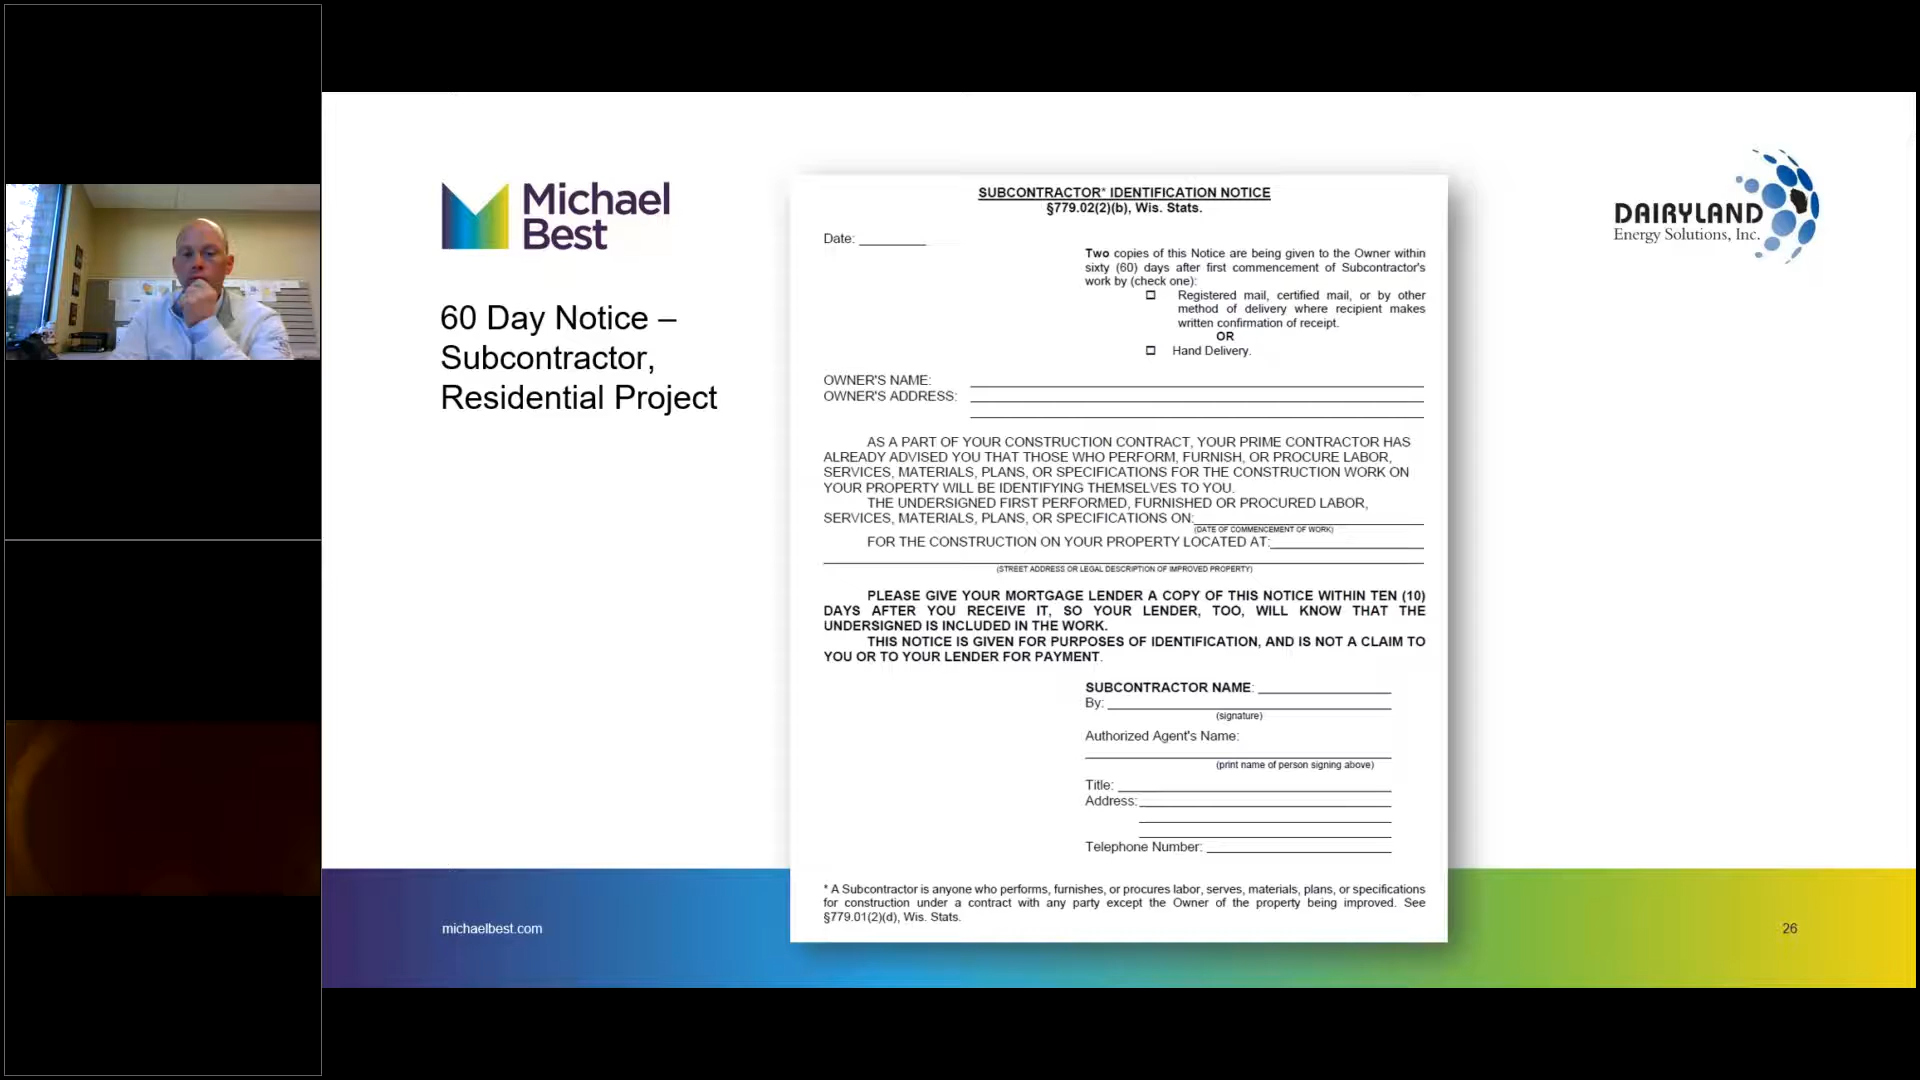 Michael
Best
DAIRYLAND
Energy Solutions, Inc.
60 Day Notice –
Subcontractor,
Residential Project
SUBCONTRACTOR* IDENTIFICATION NOTICE
§779.02(2)(b), Wis. Stats.
Date: _________
Two copies of this Notice are being given to the Owner within
sixty (60) days after first commencement of Subcontractor's
work by (check one):
☐ Registered mail, certified mail, or by other
method of delivery where recipient makes
written confirmation of receipt.
OR
☐ Hand Delivery.
OWNER'S NAME:
OWNER'S ADDRESS:
AS A PART OF YOUR CONSTRUCTION CONTRACT, YOUR PRIME CONTRACTOR HAS
ALREADY ADVISED YOU THAT THOSE WHO PERFORM, FURNISH, OR PROCURE LABOR,
SERVICES, MATERIALS, PLANS, OR SPECIFICATIONS FOR THE CONSTRUCTION WORK ON
YOUR PROPERTY WILL BE IDENTIFYING THEMSELVES TO YOU.
THE UNDERSIGNED FIRST PERFORMED, FURNISHED OR PROCURED LABOR,
SERVICES, MATERIALS, PLANS, OR SPECIFICATIONS ON:
(DATE OF COMMENCEMENT OF WORK)
FOR THE CONSTRUCTION ON YOUR PROPERTY LOCATED AT:
(STREET ADDRESS OR LEGAL DESCRIPTION OF IMPROVED PROPERTY)
PLEASE GIVE YOUR MORTGAGE LENDER A COPY OF THIS NOTICE WITHIN TEN (10)
DAYS AFTER YOU RECEIVE IT, SO YOUR LENDER, TOO, WILL KNOW THAT THE
UNDERSIGNED IS INCLUDED IN THE WORK.
THIS NOTICE IS GIVEN FOR PURPOSES OF IDENTIFICATION, AND IS NOT A CLAIM TO
YOU OR TO YOUR LENDER FOR PAYMENT.
SUBCONTRACTOR NAME:
By:
(signature)
Authorized Agent's Name:
(print name of person signing above)
Title:
Address:
Telephone Number:
* A Subcontractor is anyone who performs, furnishes, or procures labor, serves, materials, plans, or specifications
for construction under a contract with any party except the Owner of the property being improved. See
§779.01(2)(d), Wis. Stats.
michaelbest.com
26